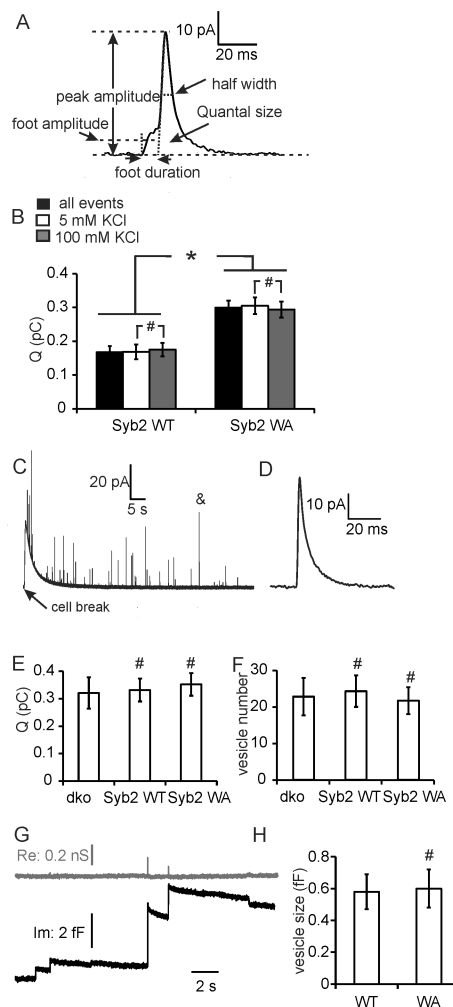 A
10 pA
20 ms
half width
peak amplitude
Quantal size
foot amplitude
foot duration
B
all events
5 mM KCl
100 mM KCl
*
0.4
0.3
0.2
0.1
0
Q (pC)
#
#
Syb2 WT
Syb2 WA
C
20 pA
5 s
&
cell break
D
10 pA
20 ms
E
0.4
0.3
0.2
0.1
0
Q (pC)
#
#
dko
Syb2 WT
Syb2 WA
F
30
20
10
0
vesicle number
#
#
dko
Syb2 WT
Syb2 WA
G
Re: 0.2 nS
Im: 2 fF
2 s
H
0.8
0.6
0.4
0.2
0
vesicle size (fF)
#
WT
WA